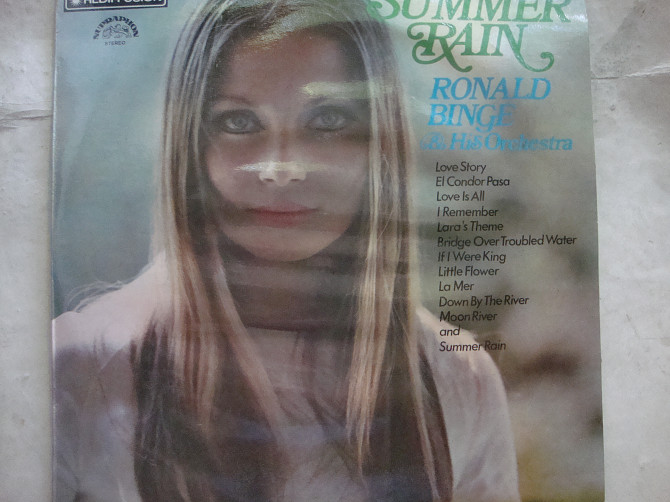 REDIFFUSION
SUPRAPHON
STEREO
SUMMER
RAIN
RONALD
BINGE
& His Orchestra
Love Story
El Condor Pasa
Love Is All
I Remember
Lara's Theme
Bridge Over Troubled Water
If I Were King
Little Flower
La Mer
Down By The River
Moon River
and
Summer Rain